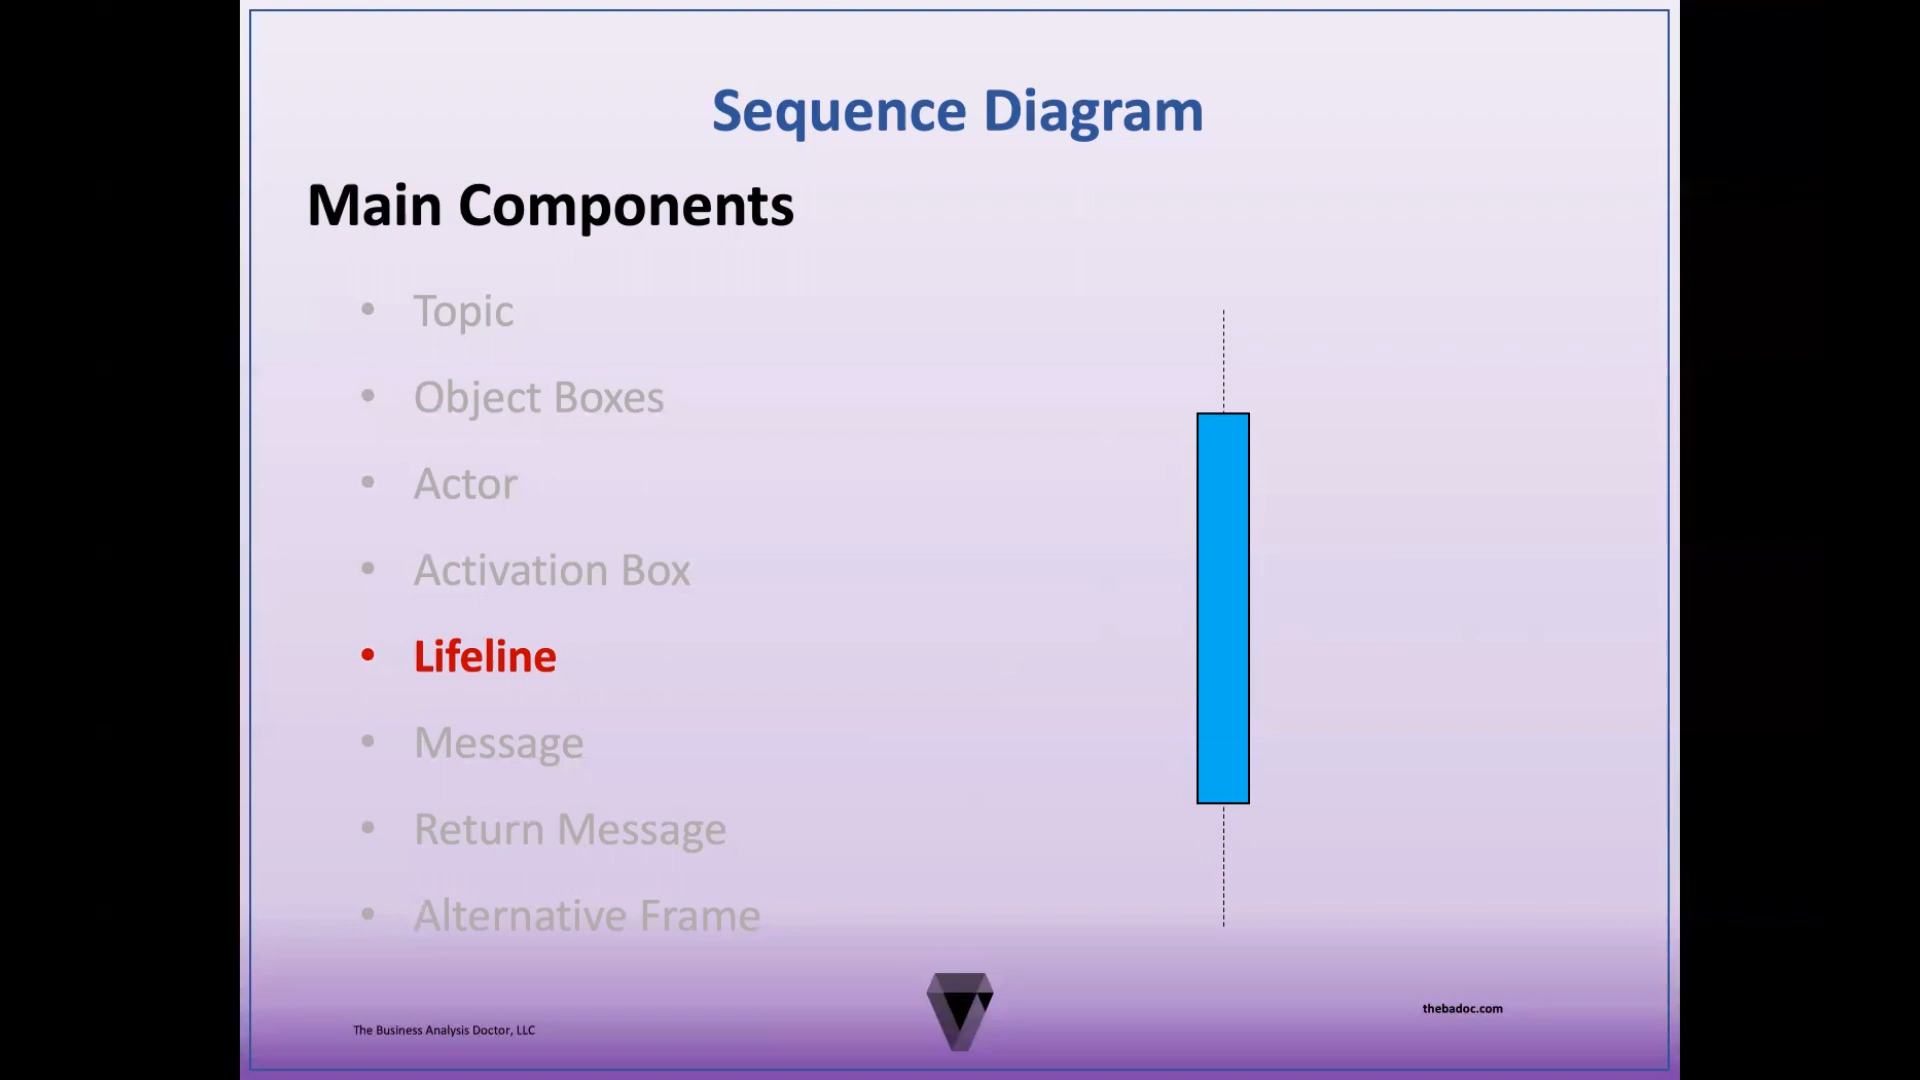 Sequence Diagram
Main Components
• Topic
• Object Boxes
• Actor
• Activation Box
• Lifeline
• Message
• Return Message
• Alternative Frame
thebadoc.com
The Business Analysis Doctor, LLC